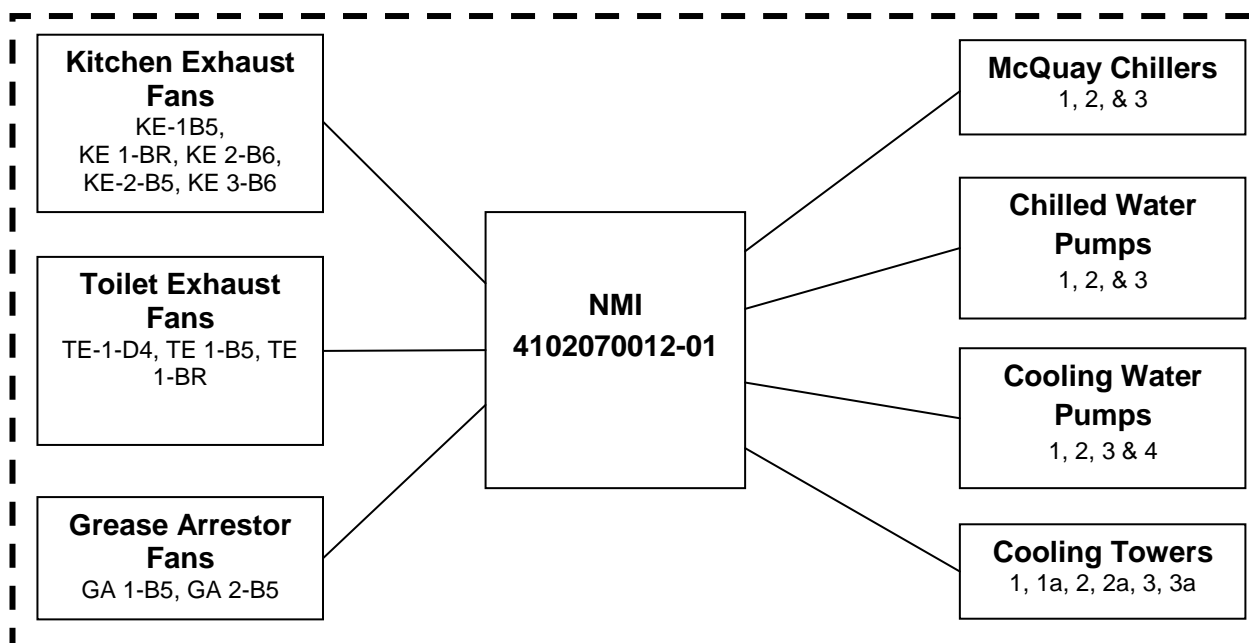 Kitchen Exhaust
Fans
KE-1B5,
KE 1-BR, KE 2-B6,
KE-2-B5, KE 3-B6
Toilet Exhaust
Fans
TE-1-D4, TE 1-B5, TE
1-BR
Grease Arrestor
Fans
GA 1-B5, GA 2-B5
NMI
4102070012-01
McQuay Chillers
1, 2, & 3
Chilled Water
Pumps
1, 2, & 3
Cooling Water
Pumps
1, 2, 3 & 4
Cooling Towers
1, 1a, 2, 2a, 3, 3a